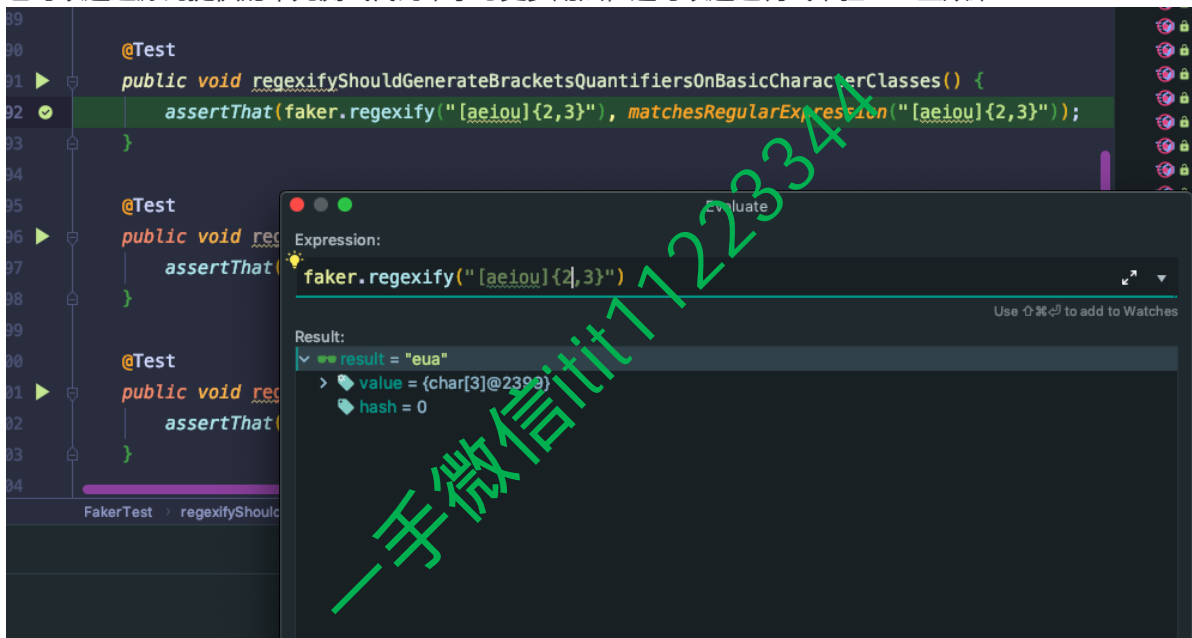 89
90 @Test
91 public void regexifyShouldGenerateBracketsQuantifiersOnBasicCharacterClasses() {
92 assertThat(faker.regexify("[aeiou]{2,3}"), matchesRegularExpression("[aeiou]{2,3}"));
93 }
94
95 @Test
96 public void reg
97 assertThat(
98 }
99
00 @Test
01 public void reg
02 assertThat(
03 }
04
FakerTest > regexifyShould
Evaluate
Expression:
faker.regexify("[aeiou]{2,3}")
Use ⇧⌘⏎ to add to Watches
Result:
result = "eua"
value = {char[3]@2399}
hash = 0
一手微信itit11223344